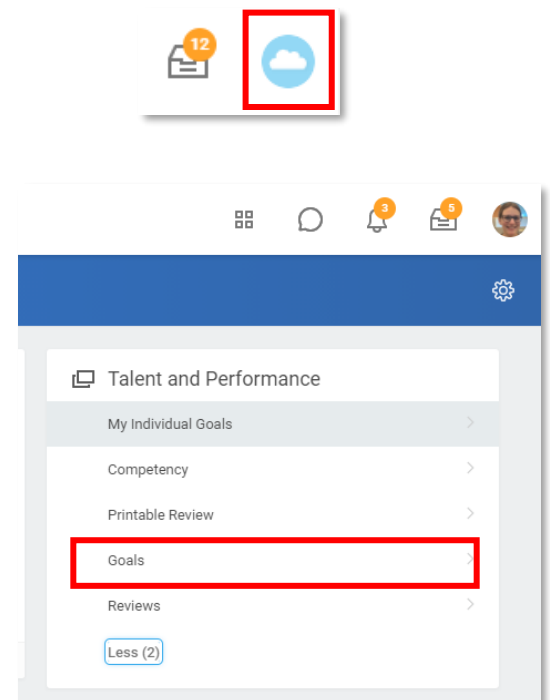 12
3
5
Talent and Performance
My Individual Goals
Competency
Printable Review
Goals
Reviews
Less (2)